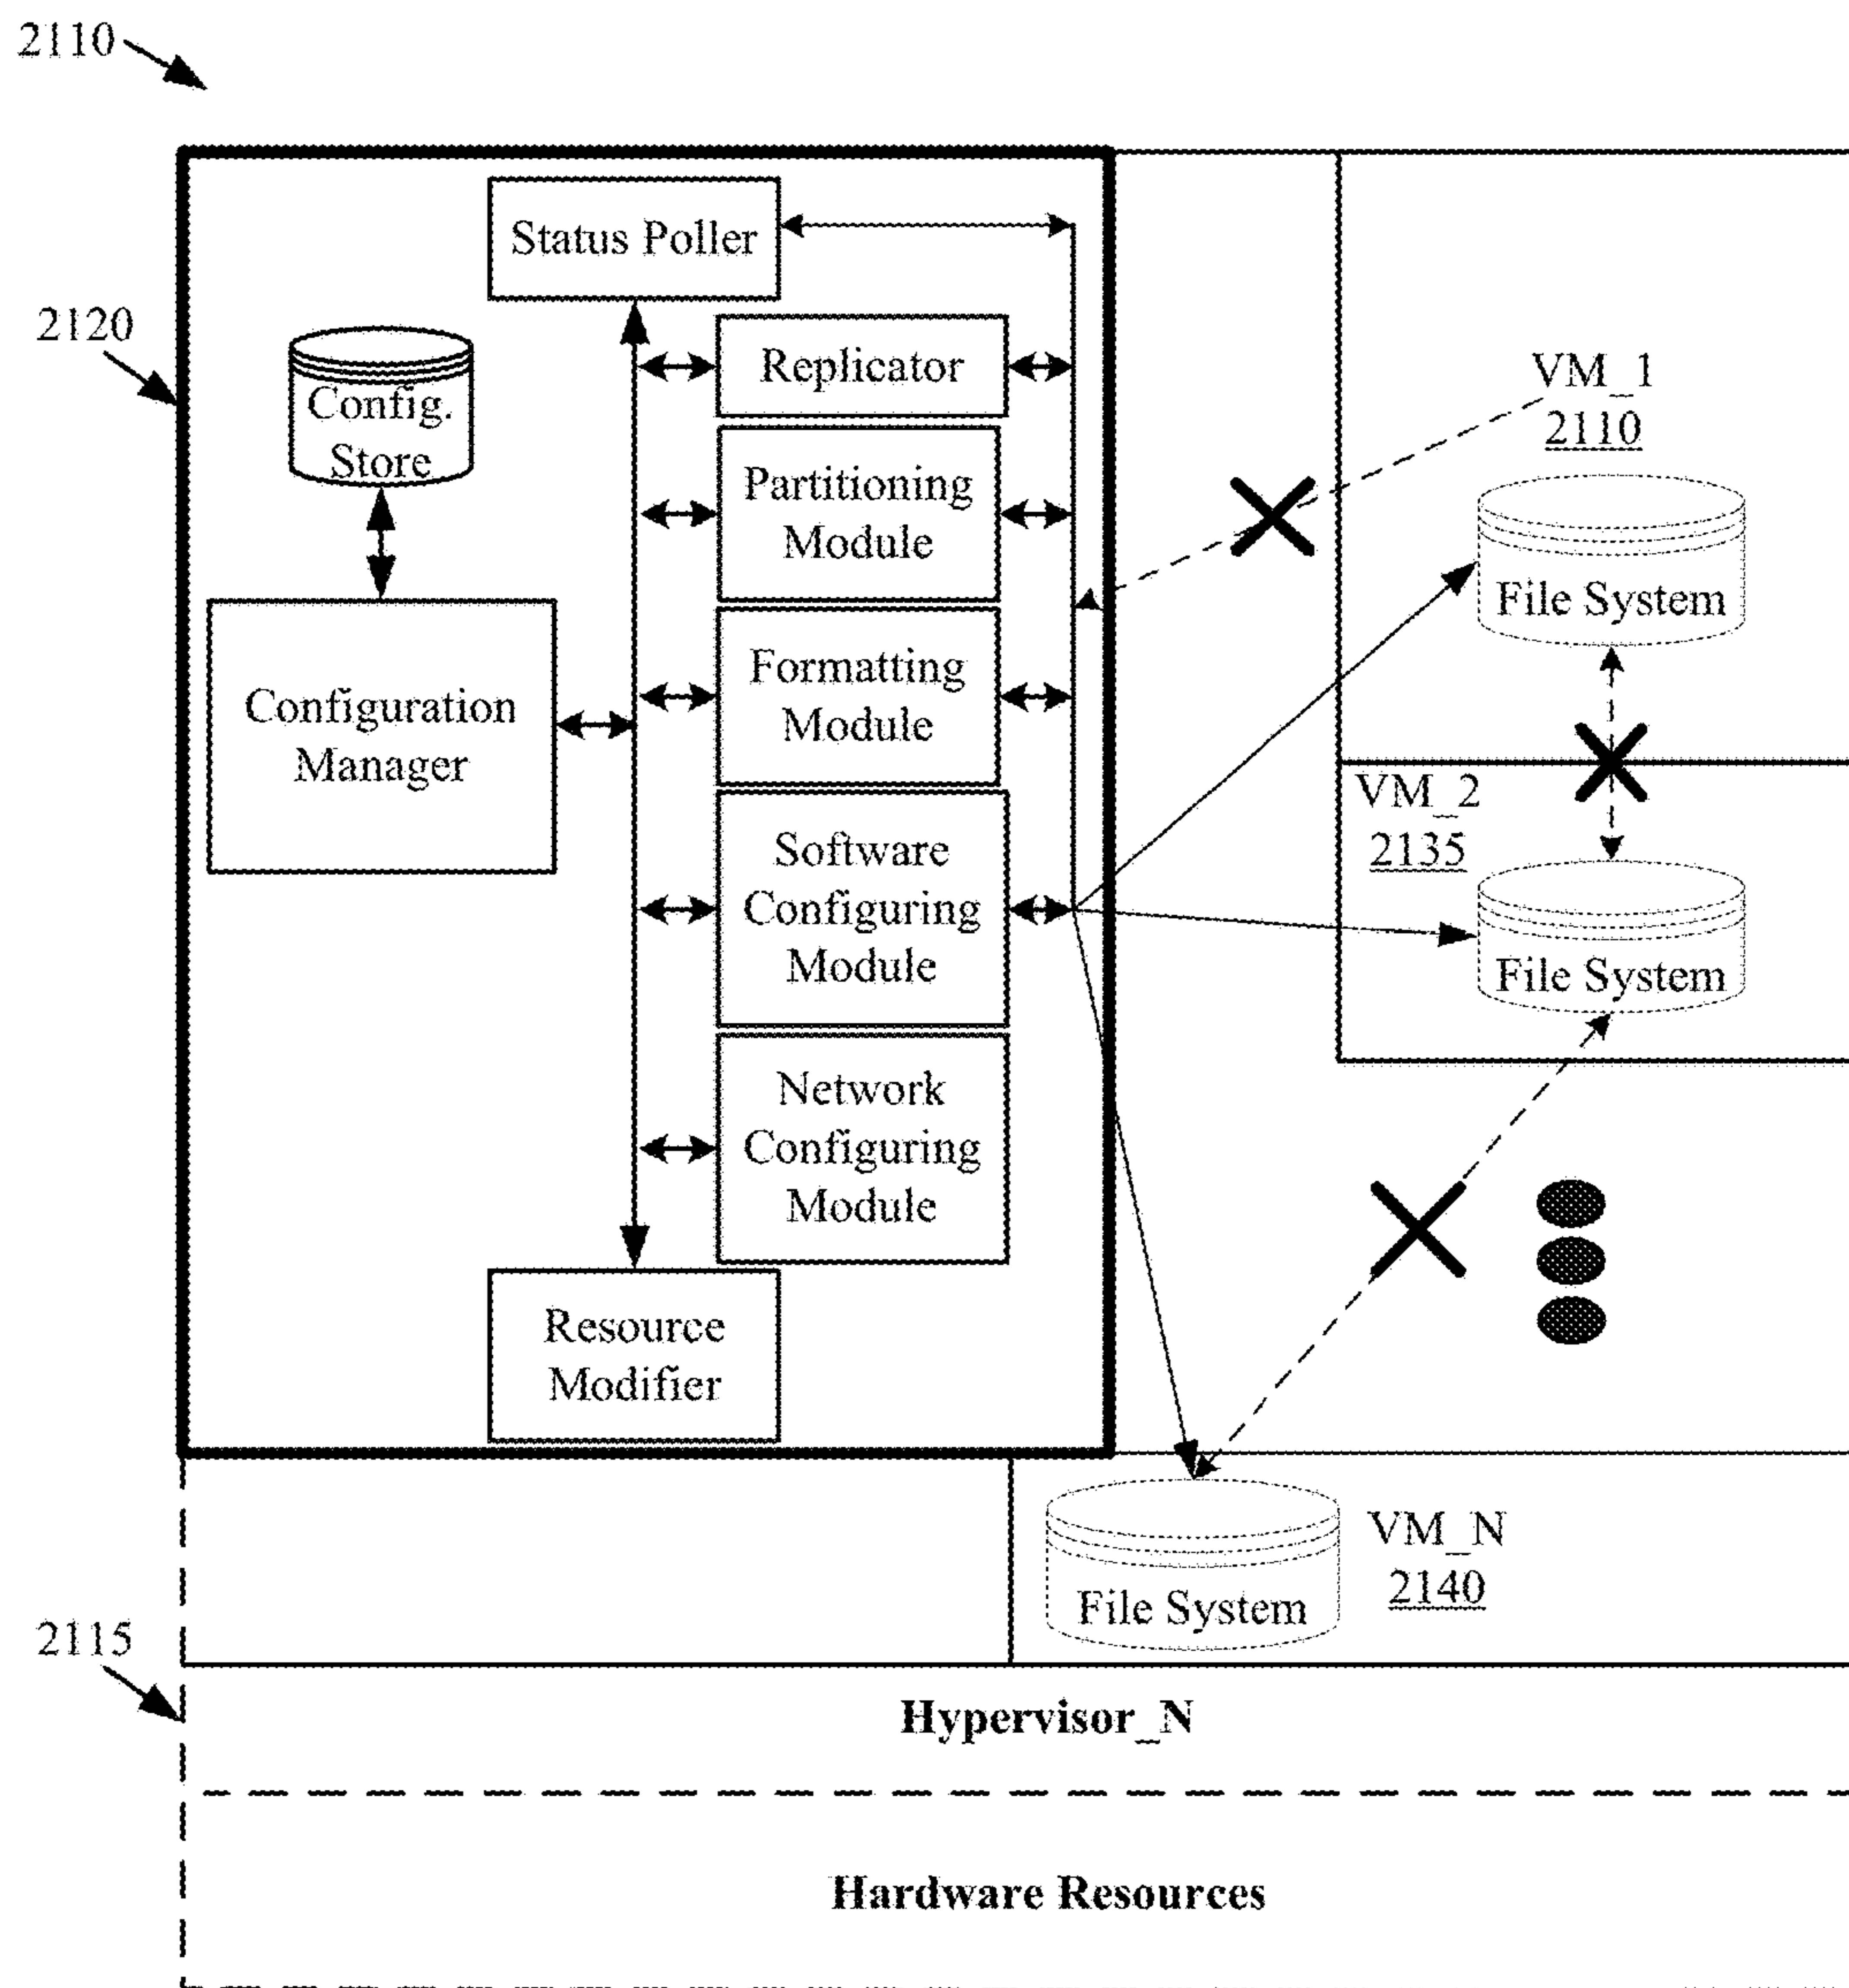 2110
2120
Status Poller
Config.
Store
Replicator
Partitioning
Module
Configuration
Manager
Formatting
Module
Software
Configuring
Module
Network
Configuring
Module
Resource
Modifier
VM_1
2110
File System
VM_2
2135
File System
File System
VM_N
2140
2115
Hypervisor_N
Hardware Resources